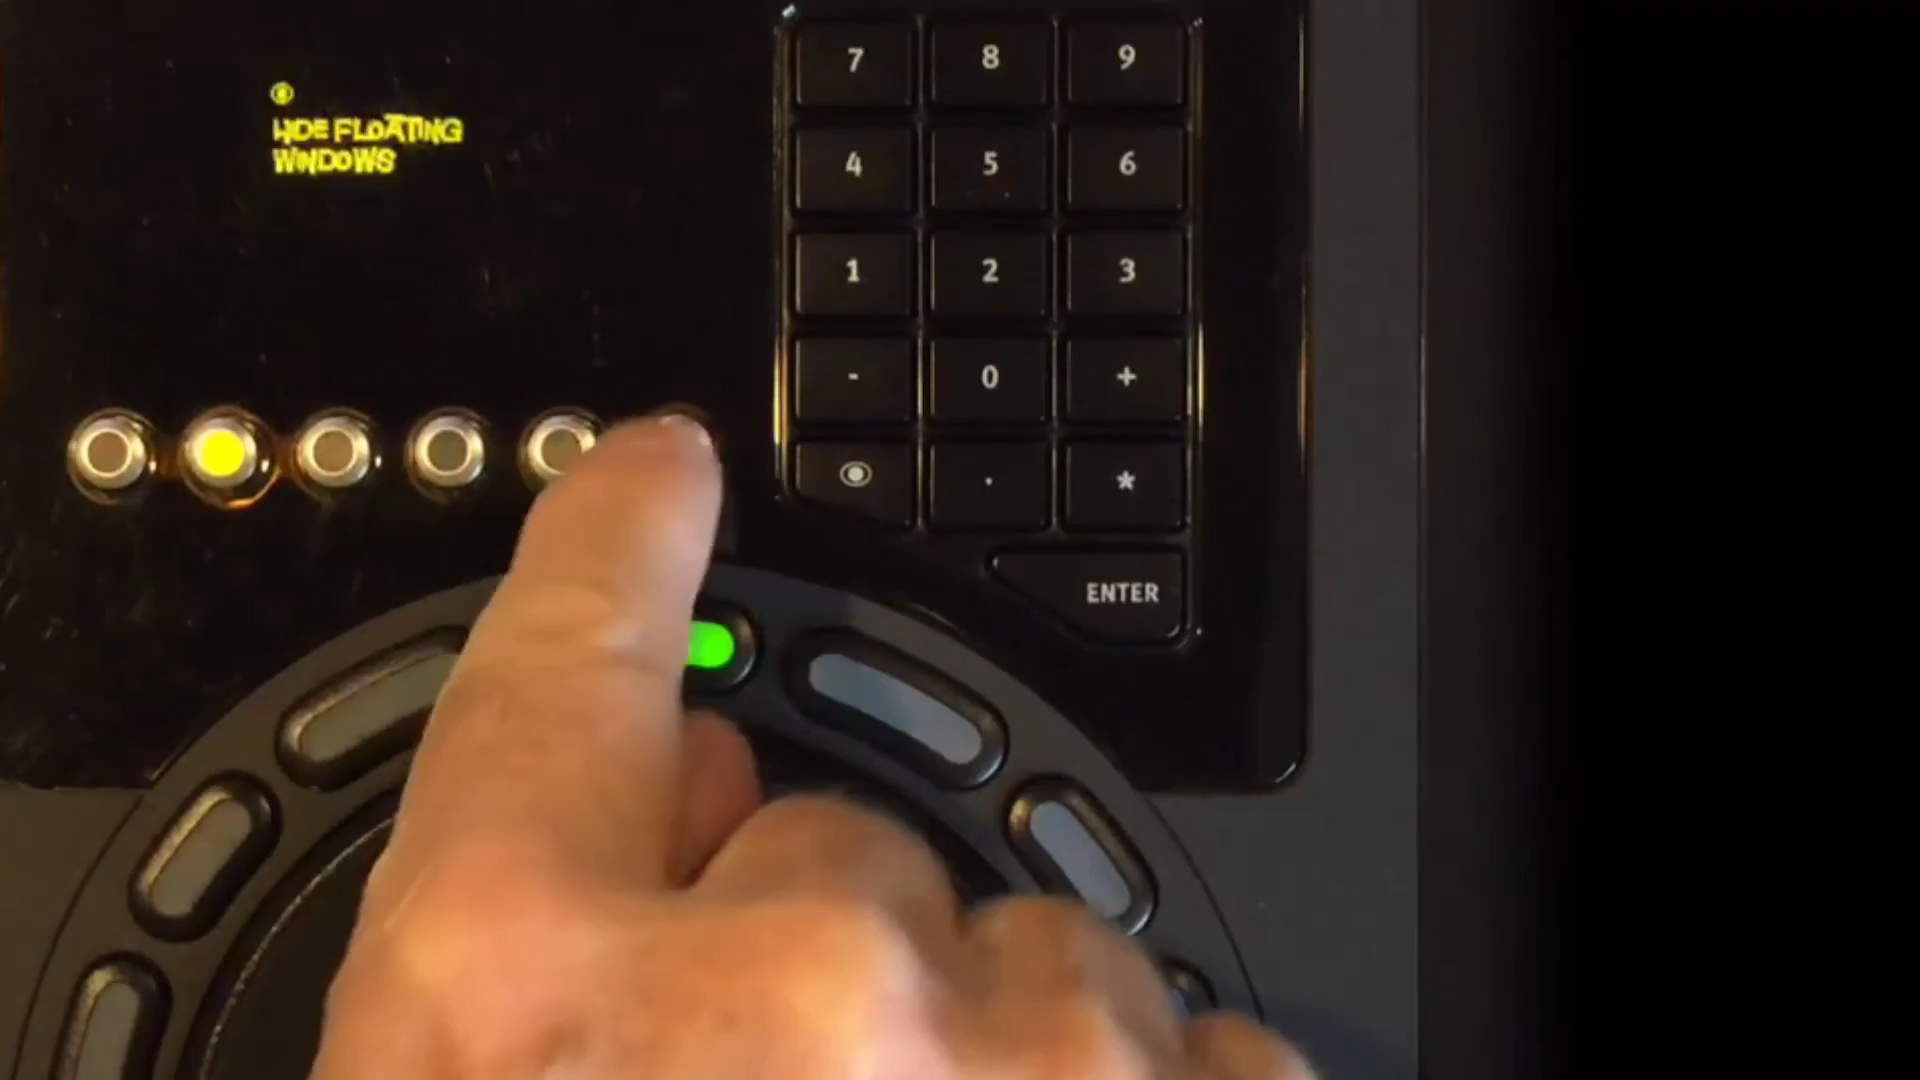 HIDE FLOATING
WINDOWS
7 8 9
4 5 6
1 2 3
- 0 +
. *
ENTER